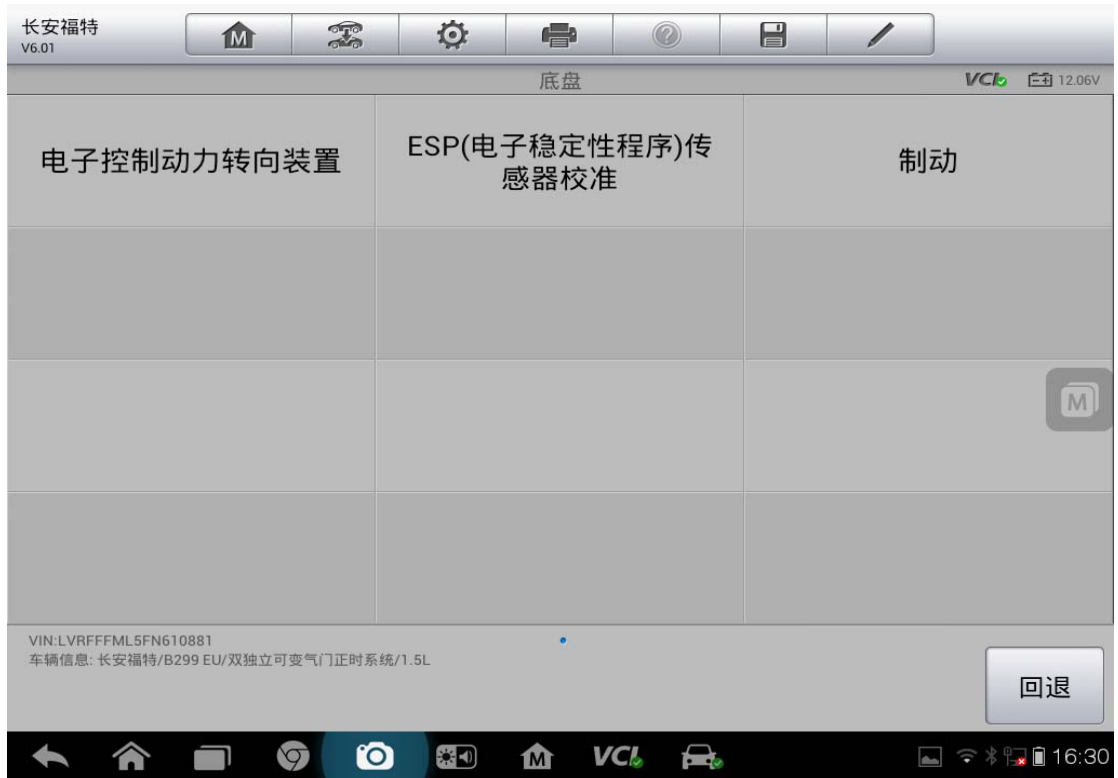 长安福特
V6.01
M
底盘
VCI
12.06V
电子控制动力转向装置
ESP(电子稳定性程序)传
感器校准
制动
M
VIN:LVRFFFML5FN610881
车辆信息: 长安福特/B299 EU/双独立可变气门正时系统/1.5L
回退
M
VCI
16:30